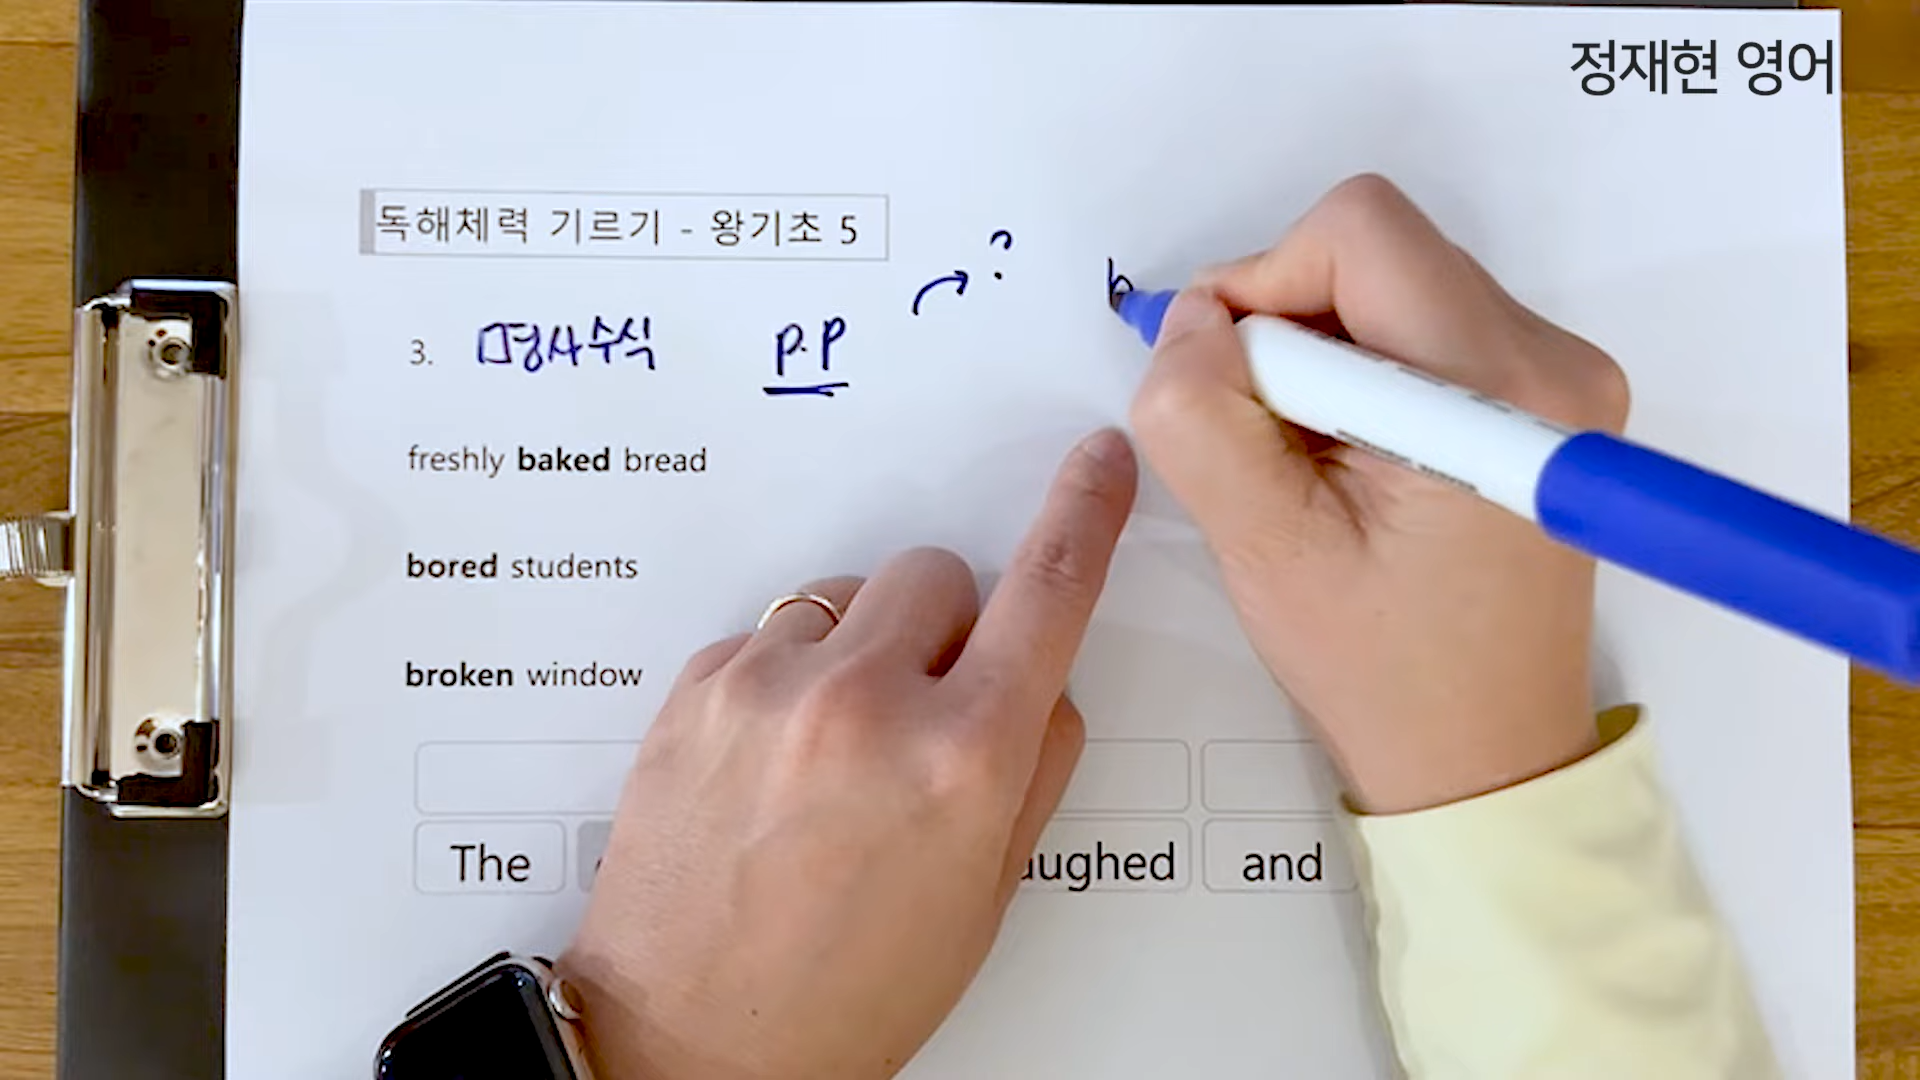 정재현 영어
독해체력 기르기 - 왕기초 5
?
3. 명사수식 p.p
b
freshly baked bread
bored students
broken window
The aughed and